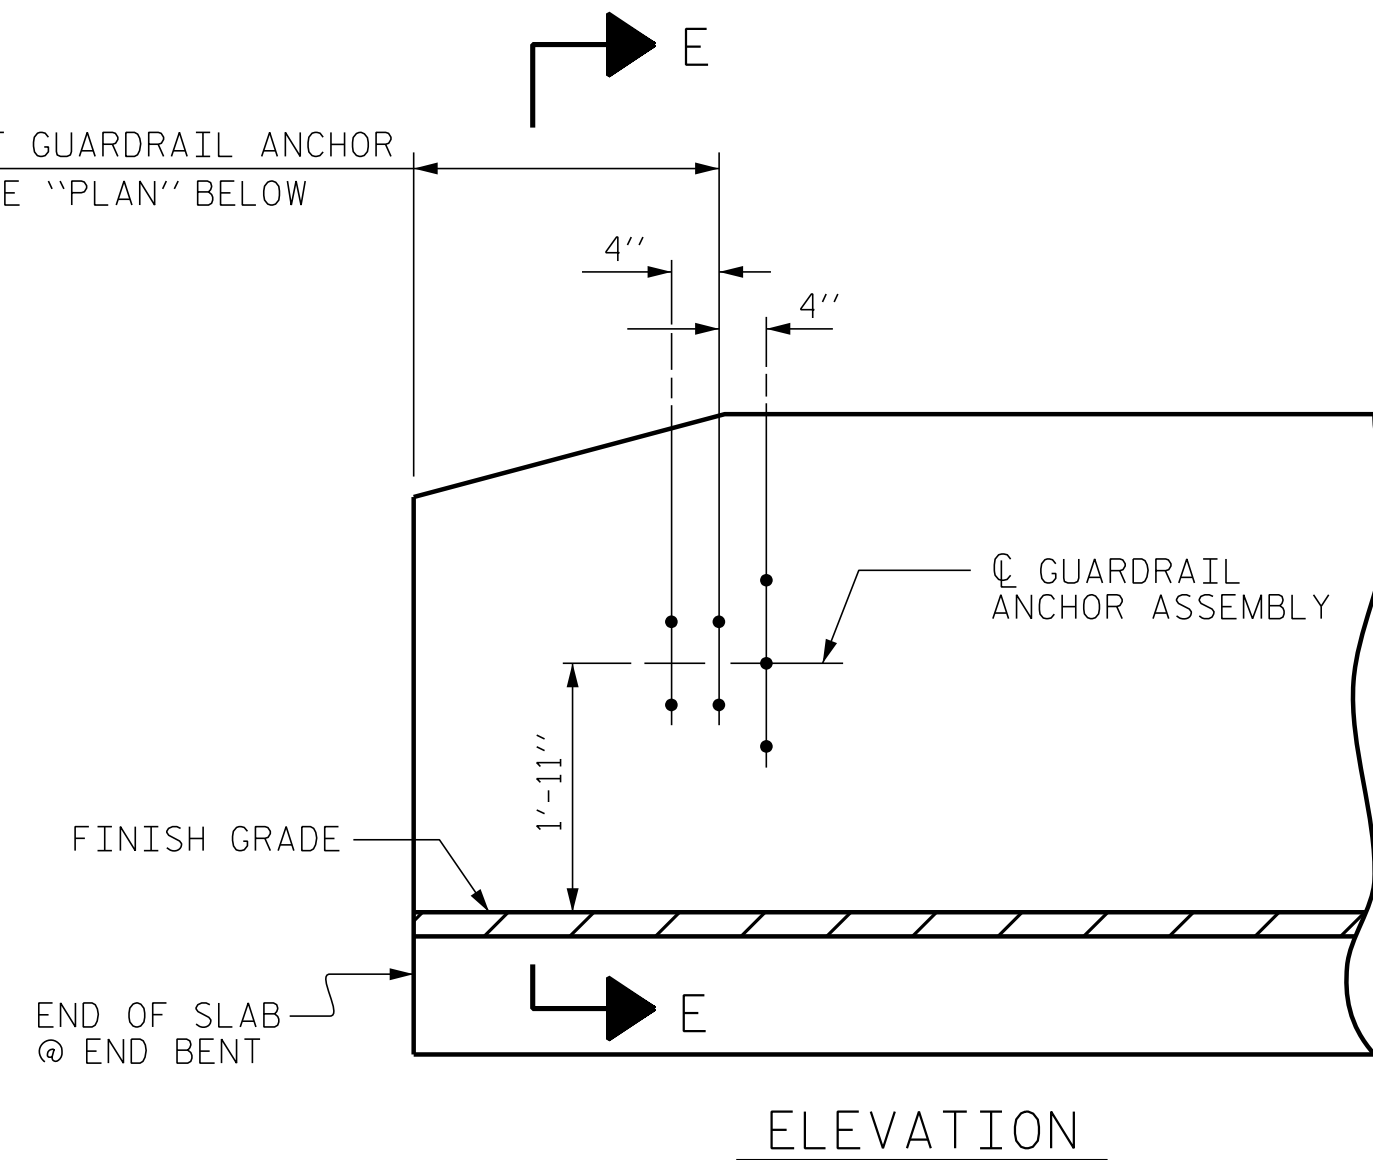 E
GUARDRAIL ANCHOR
"PLAN" BELOW
4"
4"
℄ GUARDRAIL
ANCHOR ASSEMBLY
1'-11"
FINISH GRADE
END OF SLAB
@ END BENT
E
ELEVATION